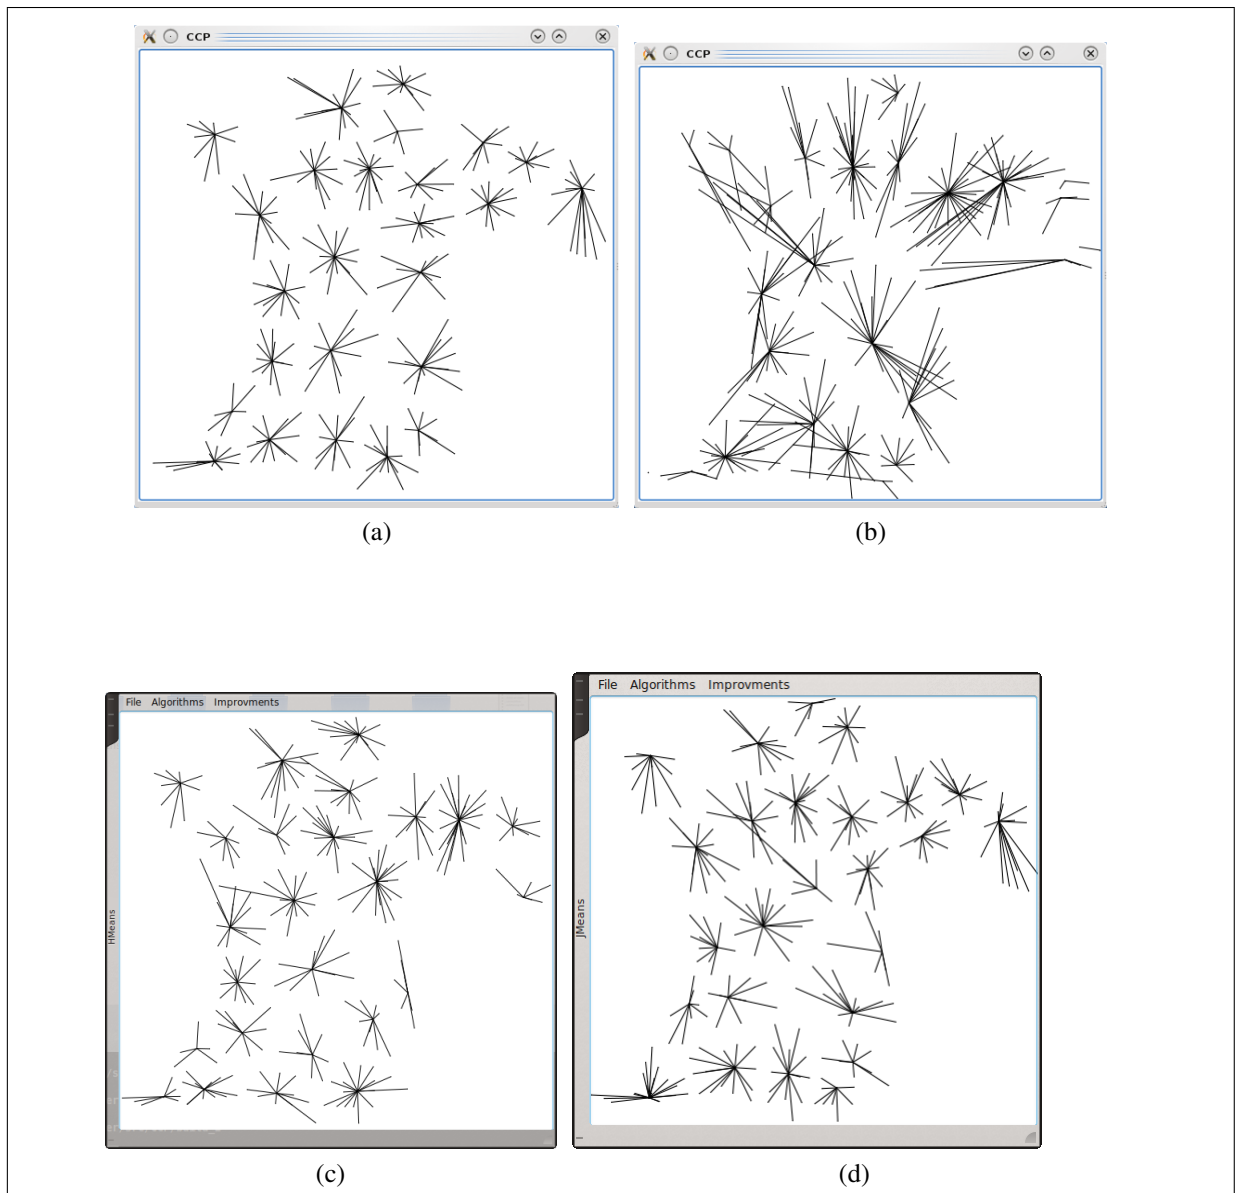 CCP
CCP
(a)
(b)
File Algorithms Improvments
HMeans
File Algorithms Improvments
JMeans
(c)
(d)